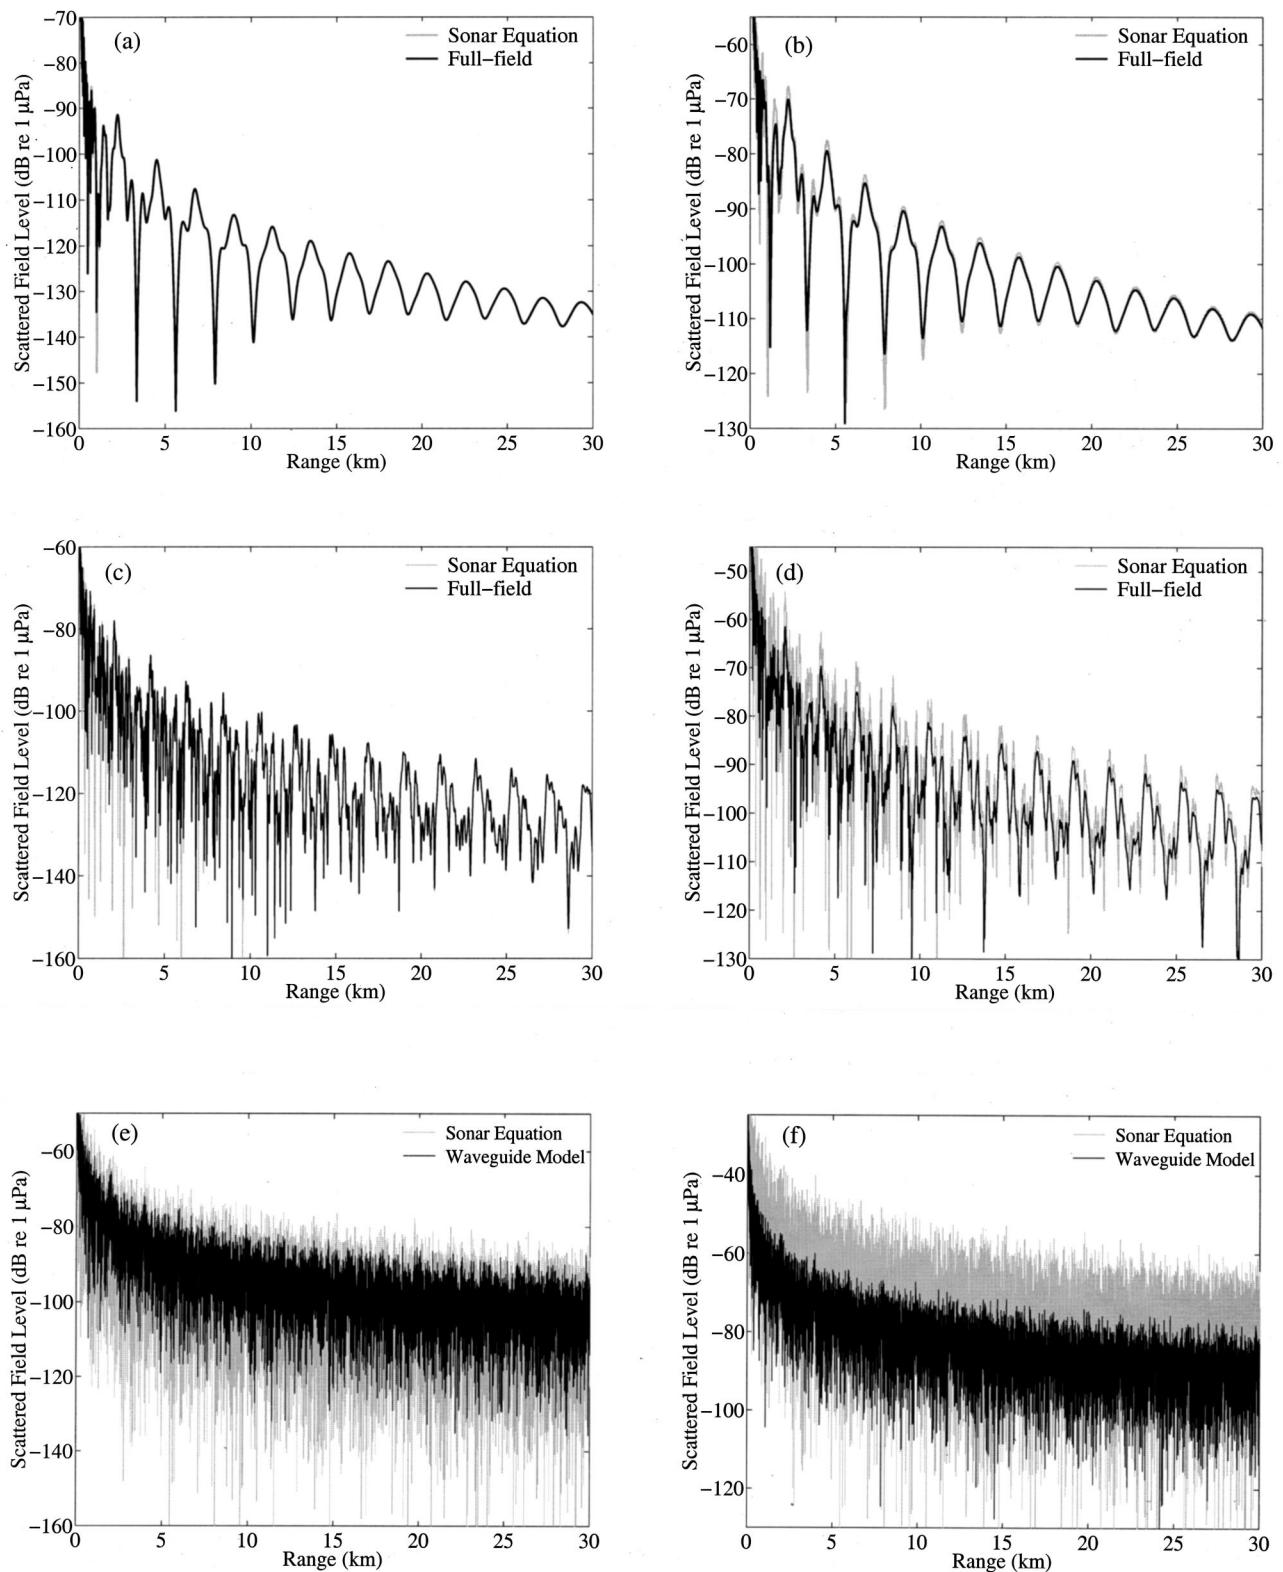 (a)
Sonar Equation
Full-field
Scattered Field Level (dB re 1 μPa)
-70
-80
-90
-100
-110
-120
-130
-140
-150
-160
0
5
10
15
20
25
30
Range (km)
(b)
Sonar Equation
Full-field
Scattered Field Level (dB re 1 μPa)
-60
-70
-80
-90
-100
-110
-120
-130
0
5
10
15
20
25
30
Range (km)
(c)
Sonar Equation
Full-field
Scattered Field Level (dB re 1 μPa)
-60
-80
-100
-120
-140
-160
0
5
10
15
20
25
30
Range (km)
(d)
Sonar Equation
Full-field
Scattered Field Level (dB re 1 μPa)
-50
-60
-70
-80
-90
-100
-110
-120
-130
0
5
10
15
20
25
30
Range (km)
(e)
Sonar Equation
Waveguide Model
Scattered Field Level (dB re 1 μPa)
-60
-80
-100
-120
-140
-160
0
5
10
15
20
25
30
Range (km)
(f)
Sonar Equation
Waveguide Model
Scattered Field Level (dB re 1 μPa)
-40
-60
-80
-100
-120
0
5
10
15
20
25
30
Range (km)